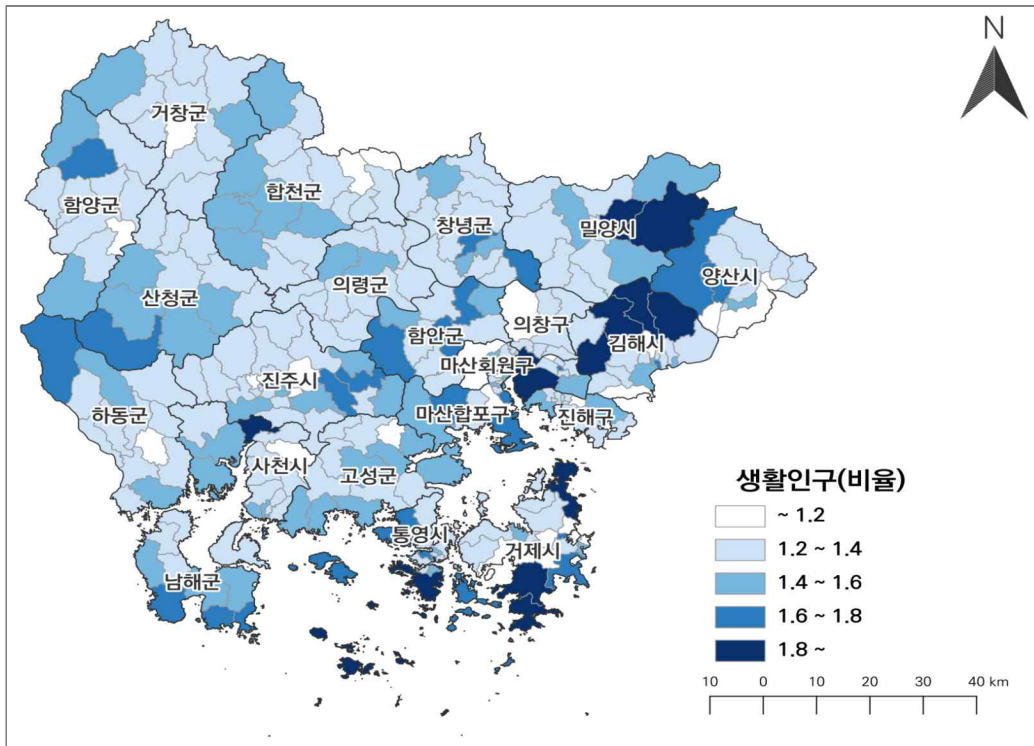 N
거창군
함양군
합천군
창녕군
밀양시
양산시
산청군
의령군
함안군
의창구
김해시
마산회원구
진주시
하동군
마산합포구
진해구
사천시
고성군
통영시
거제시
남해군
생활인구(비율)
~ 1.2
1.2 ~ 1.4
1.4 ~ 1.6
1.6 ~ 1.8
1.8 ~
10 0 10 20 30 40 km